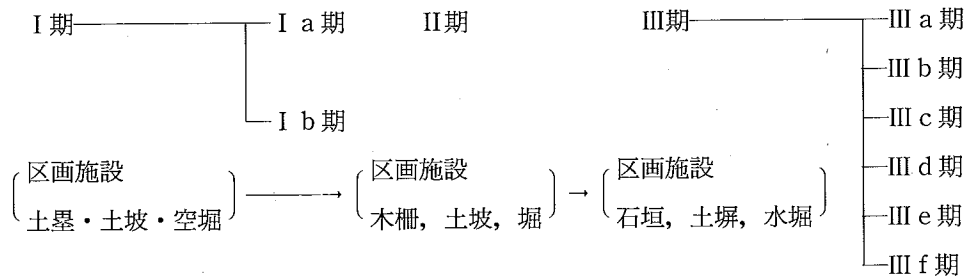 Ⅰ期 Ⅰa期 Ⅱ期 Ⅲ期 Ⅲa期
Ⅲb期
Ⅰb期 Ⅲc期
区画施設 → 区画施設 → 区画施設 Ⅲd期
土塁・土坡・空堀 木柵，土坡，堀 石垣，土塀，水堀 Ⅲe期
Ⅲf期